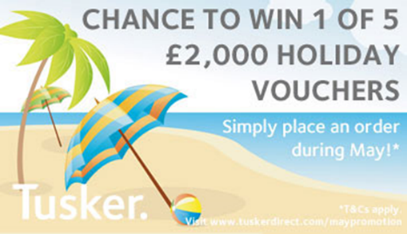 CHANCE TO WIN 1 OF 5
£2,000 HOLIDAY
VOUCHERS
Simply place an order
during May!*
Tusker.
*T&Cs apply.
Visit www.tuskerdirect.com/maypromotion